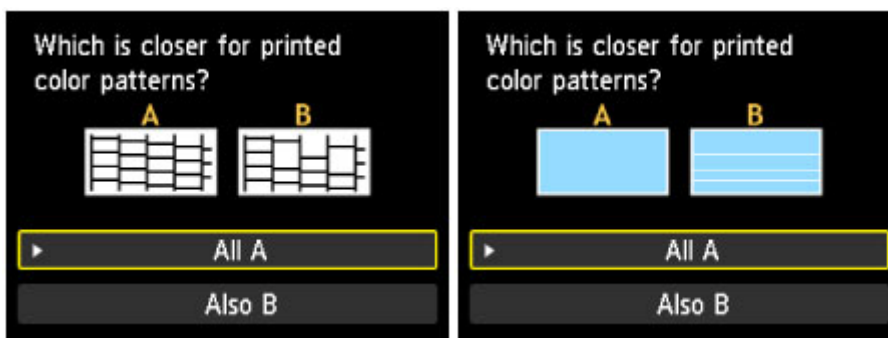 Which is closer for printed
color patterns?
A B
All A
Also B
Which is closer for printed
color patterns?
A B
All A
Also B